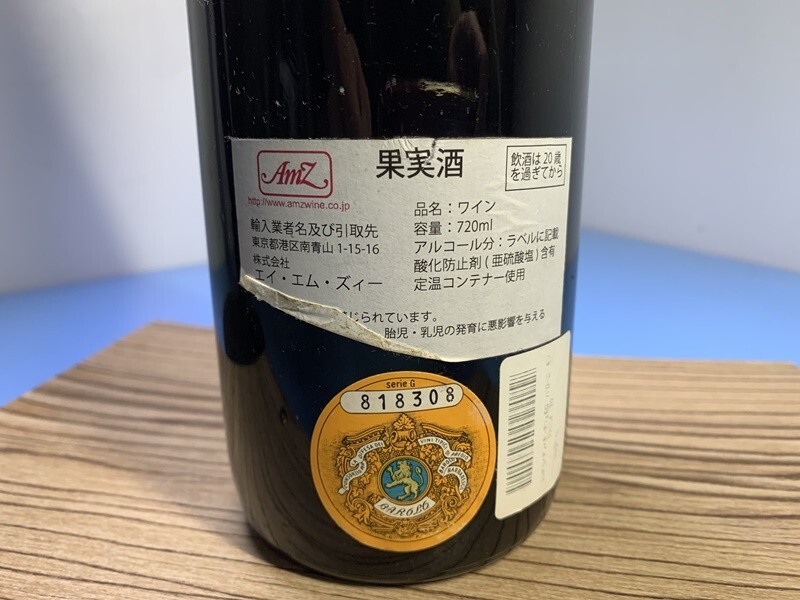 AmZ
http://www.amzwine.co.jp
果実酒
飲酒は20歳
を過ぎてから
輸入業者名及び引取先
東京都港区南青山 1-15-16
株式会社
エイ・エム・ズィー
品名：ワイン
容量：720ml
アルコール分：ラベルに記載
酸化防止剤(亜硫酸塩)含有
定温コンテナー使用
じられています。
胎児・乳児の発育に悪影響を与える
serie G
818308
BAROLO